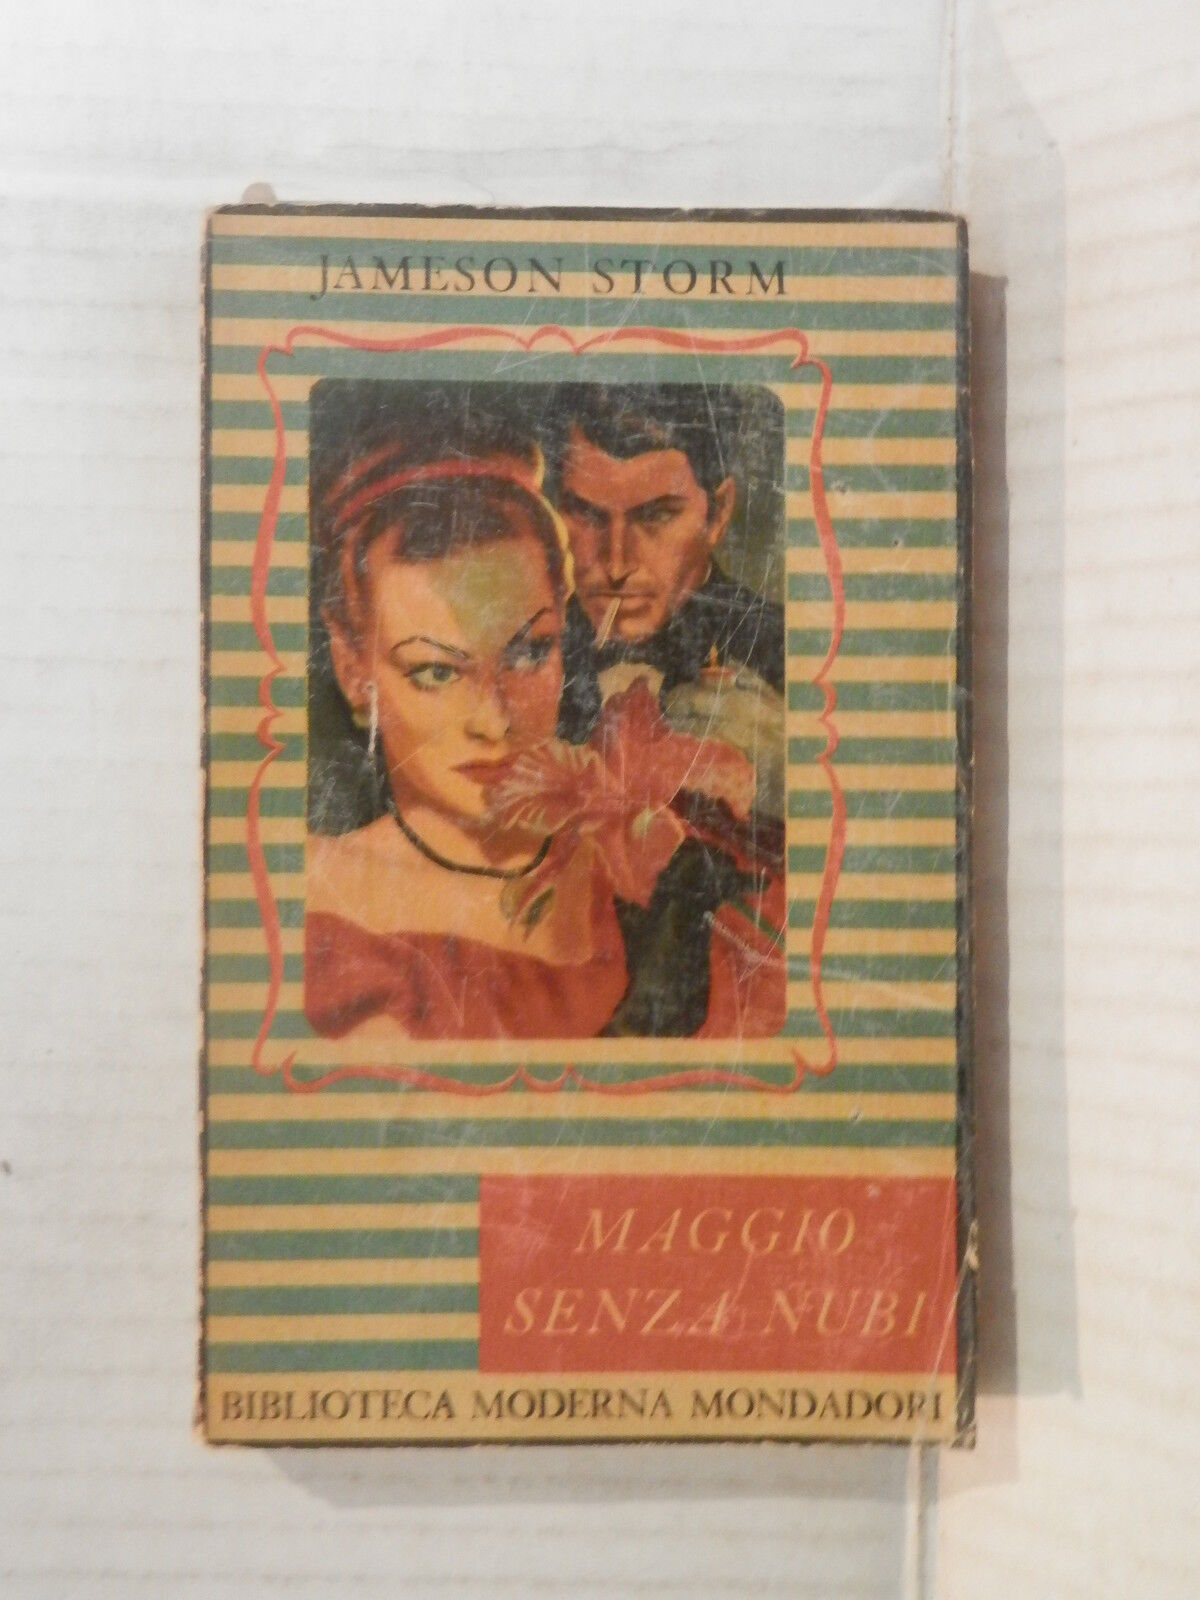 JAMESON STORM
MAGGIO
SENZA NUBI
BIBLIOTECA MODERNA MONDADORI